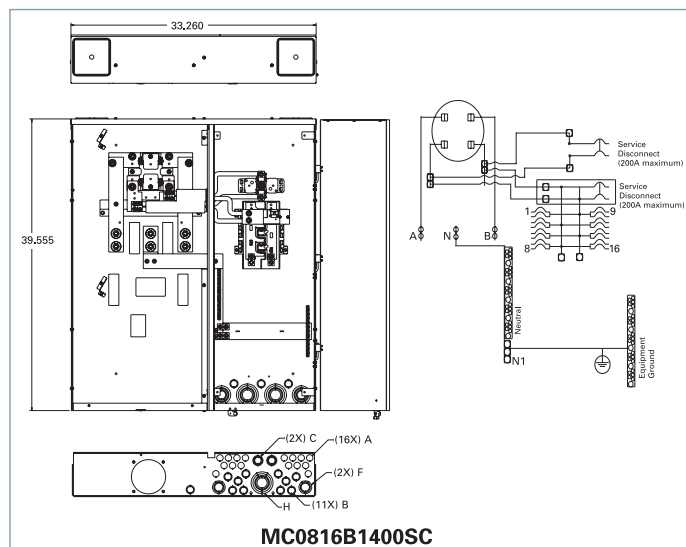 33.260
39.555
Service
Disconnect
(200A maximum)
Service
Disconnect
(200A maximum)
1
9
8
16
A
N
B
Neutral
N1
Equipment
Ground
(2X) C
(16X) A
(2X) F
(11X) B
H
MC0816B1400SC